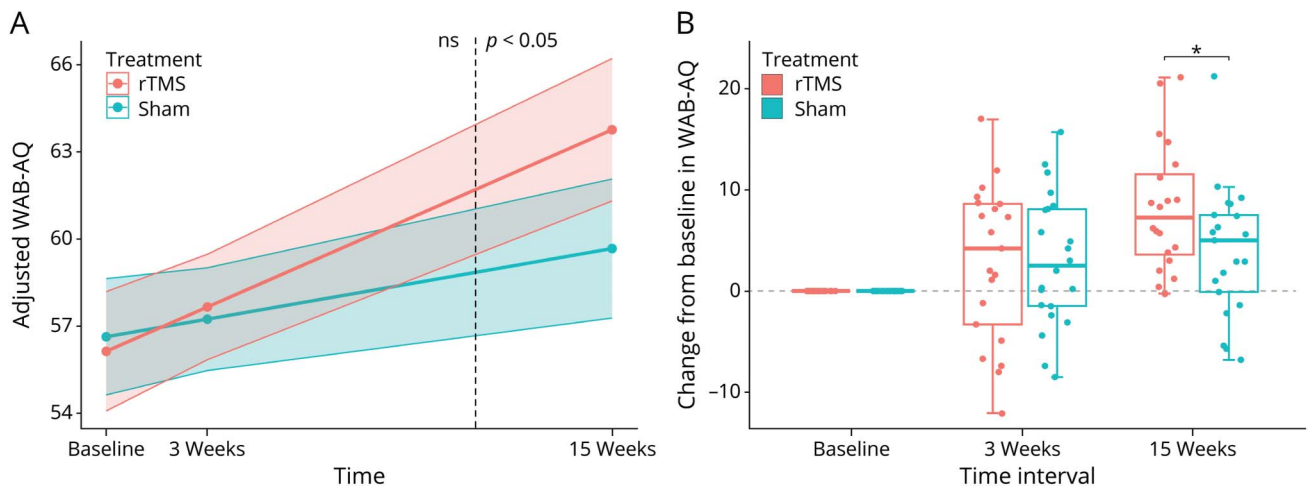 A
ns
p < 0.05
Treatment
rTMS
Sham
Adjusted WAB-AQ
66
63
60
57
54
Baseline
3 Weeks
15 Weeks
Time
B
Treatment
rTMS
Sham
*
Change from baseline in WAB-AQ
20
10
0
–10
Baseline
3 Weeks
15 Weeks
Time interval